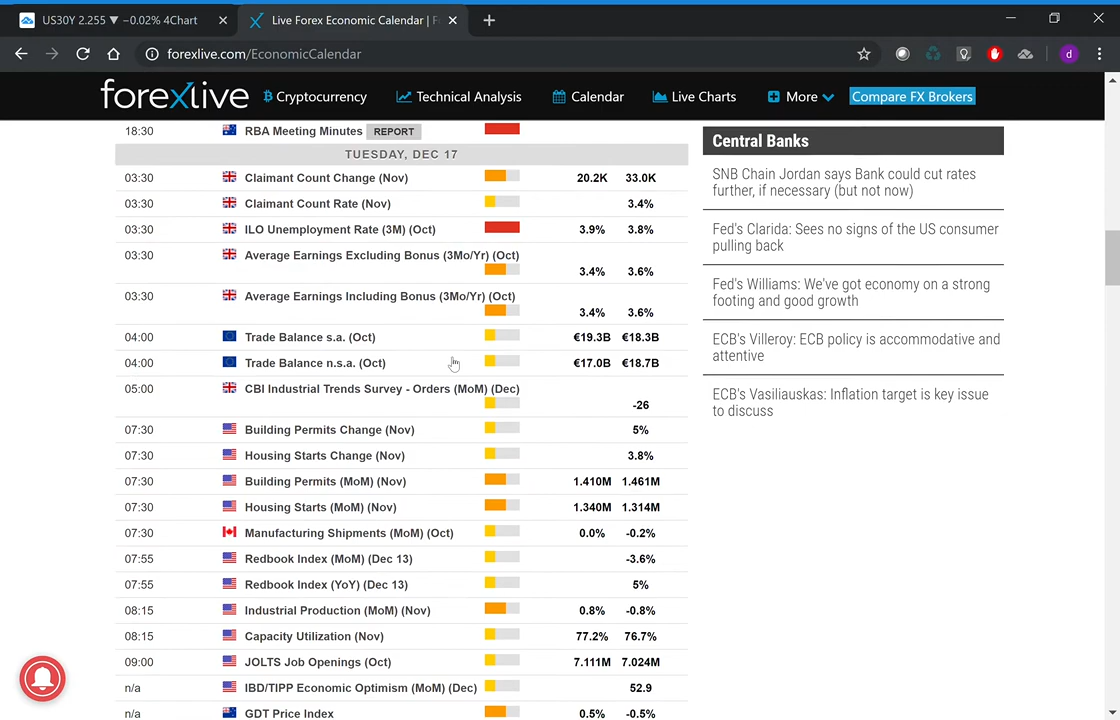 US30Y 2.255 ▼ −0.02% 4Chart
Live Forex Economic Calendar | F
forexlive.com/EconomicCalendar
d
forexlive
Cryptocurrency
Technical Analysis
Calendar
Live Charts
More
Compare FX Brokers
18:30 RBA Meeting Minutes REPORT
TUESDAY, DEC 17
03:30 Claimant Count Change (Nov) 20.2K 33.0K
03:30 Claimant Count Rate (Nov) 3.4%
03:30 ILO Unemployment Rate (3M) (Oct) 3.9% 3.8%
03:30 Average Earnings Excluding Bonus (3Mo/Yr) (Oct)
3.4% 3.6%
03:30 Average Earnings Including Bonus (3Mo/Yr) (Oct)
3.4% 3.6%
04:00 Trade Balance s.a. (Oct) €19.3B €18.3B
04:00 Trade Balance n.s.a. (Oct) €17.0B €18.7B
05:00 CBI Industrial Trends Survey - Orders (MoM) (Dec)
-26
07:30 Building Permits Change (Nov) 5%
07:30 Housing Starts Change (Nov) 3.8%
07:30 Building Permits (MoM) (Nov) 1.410M 1.461M
07:30 Housing Starts (MoM) (Nov) 1.340M 1.314M
07:30 Manufacturing Shipments (MoM) (Oct) 0.0% -0.2%
07:55 Redbook Index (MoM) (Dec 13) -3.6%
07:55 Redbook Index (YoY) (Dec 13) 5%
08:15 Industrial Production (MoM) (Nov) 0.8% -0.8%
08:15 Capacity Utilization (Nov) 77.2% 76.7%
09:00 JOLTS Job Openings (Oct) 7.111M 7.024M
n/a IBD/TIPP Economic Optimism (MoM) (Dec) 52.9
n/a GDT Price Index 0.5% -0.5%
Central Banks
SNB Chain Jordan says Bank could cut rates
further, if necessary (but not now)
Fed's Clarida: Sees no signs of the US consumer
pulling back
Fed's Williams: We've got economy on a strong
footing and good growth
ECB's Villeroy: ECB policy is accommodative and
attentive
ECB's Vasiliauskas: Inflation target is key issue
to discuss